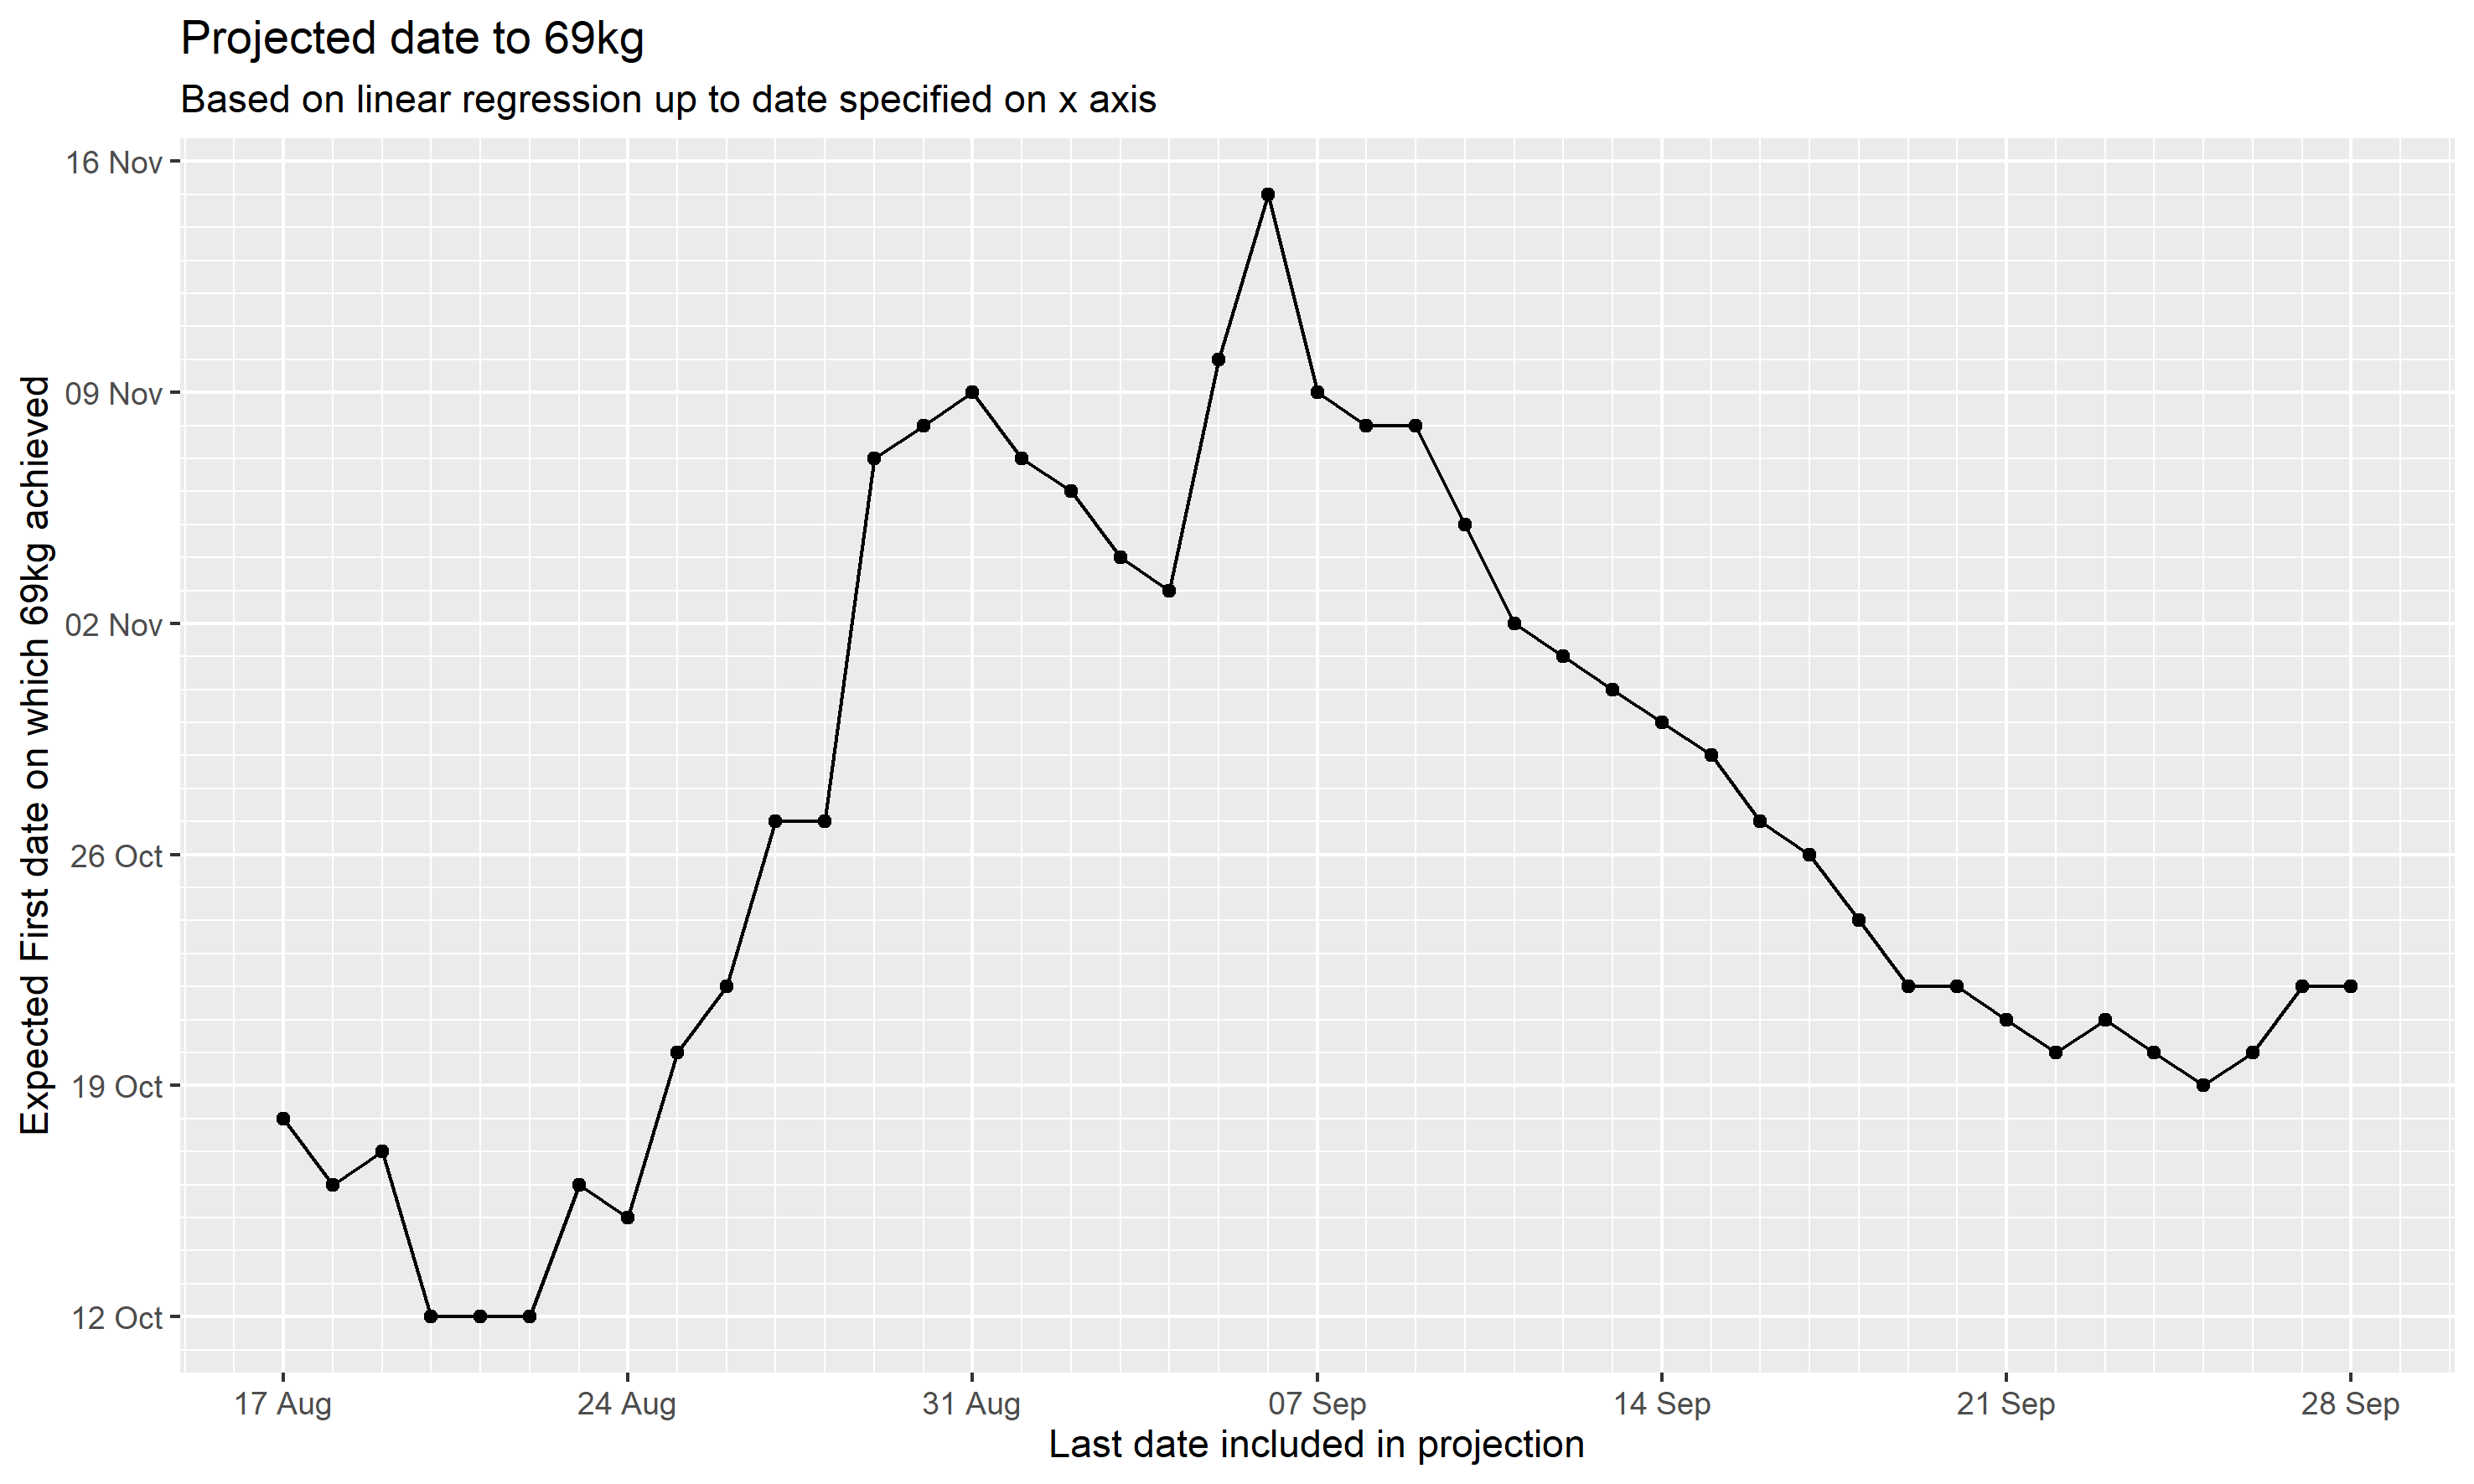 Projected date to 69kg
Based on linear regression up to date specified on x axis
Expected First date on which 69kg achieved
16 Nov
09 Nov
02 Nov
26 Oct
19 Oct
12 Oct
17 Aug
24 Aug
31 Aug
07 Sep
14 Sep
21 Sep
28 Sep
Last date included in projection